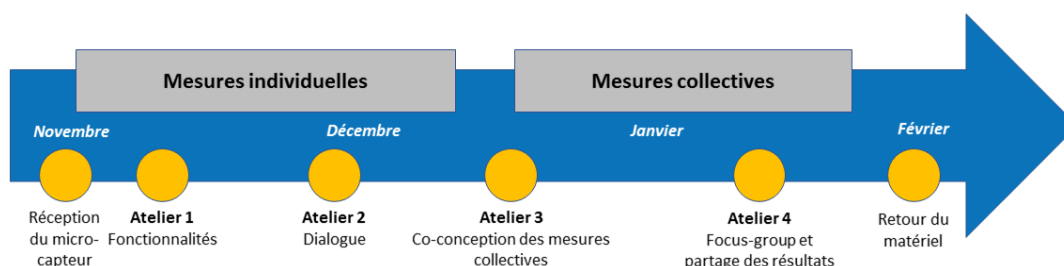 Mesures individuelles
Mesures collectives
Novembre
Décembre
Janvier
Février
Réception
du micro-
capteur
Atelier 1
Fonctionnalités
Atelier 2
Dialogue
Atelier 3
Co-conception des mesures
collectives
Atelier 4
Focus-group et
partage des résultats
Retour du
matériel